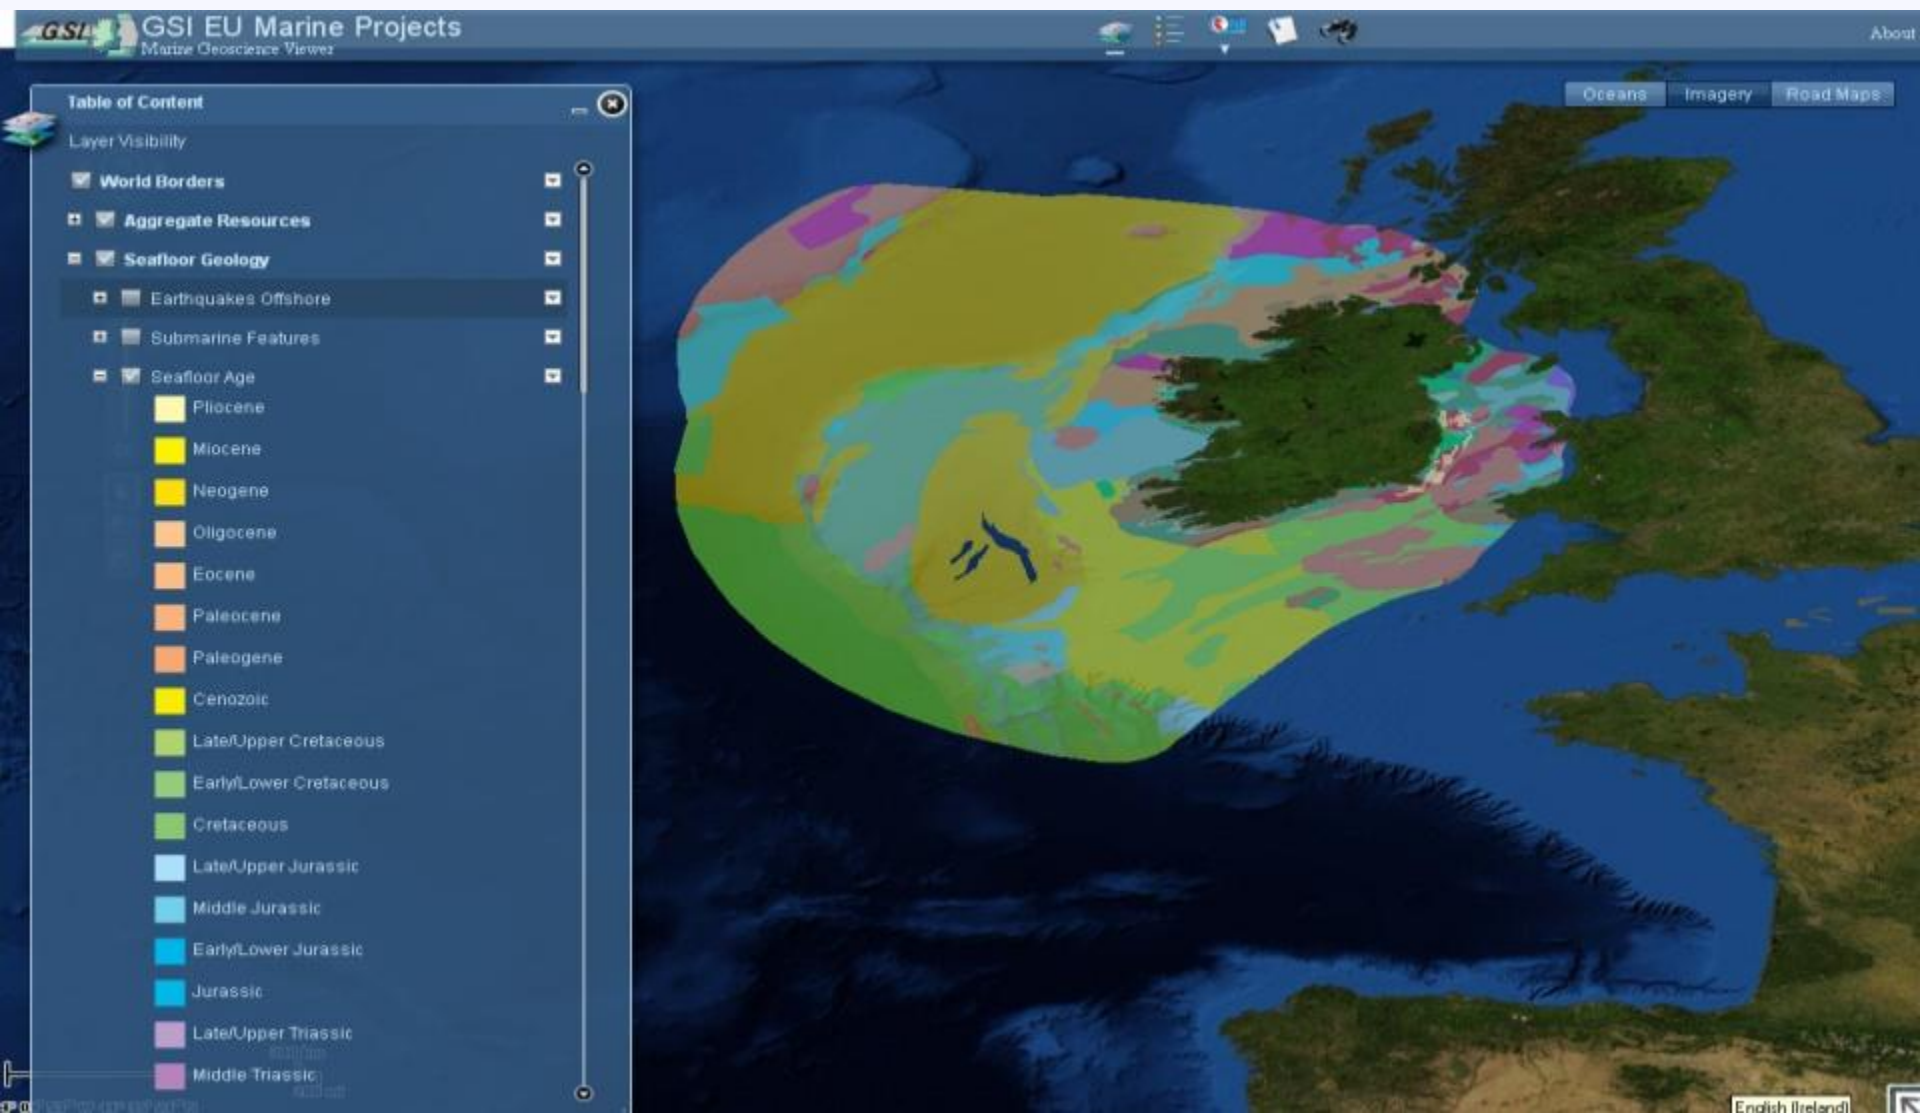 GSI
GSI EU Marine Projects
Marine Geoscience Viewer
About
Table of Content
Layer Visibility
World Borders
Aggregate Resources
Seafloor Geology
Earthquakes Offshore
Submarine Features
Seafloor Age
Pliocene
Miocene
Neogene
Oligocene
Eocene
Paleocene
Paleogene
Cenozoic
Late/Upper Cretaceous
Early/Lower Cretaceous
Cretaceous
Late/Upper Jurassic
Middle Jurassic
Early/Lower Jurassic
Jurassic
Late/Upper Triassic
Middle Triassic
Oceans Imagery Road Maps
English (Ireland)